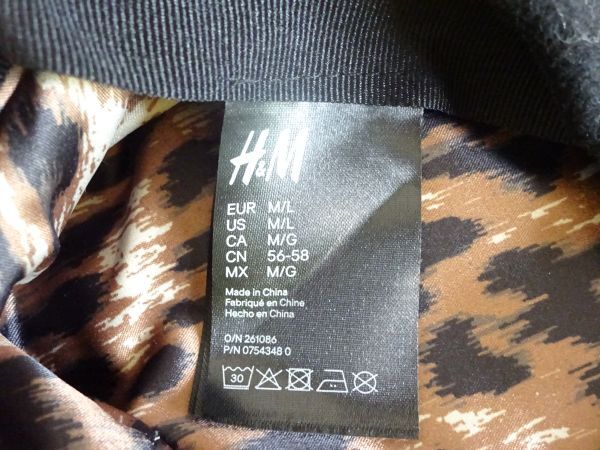 H&M
EUR M/L
US M/L
CA M/G
CN 56-58
MX M/G
Made in China
Fabriqué en Chine
Hecho en China
O/N 261086
P/N 0754348 0
30